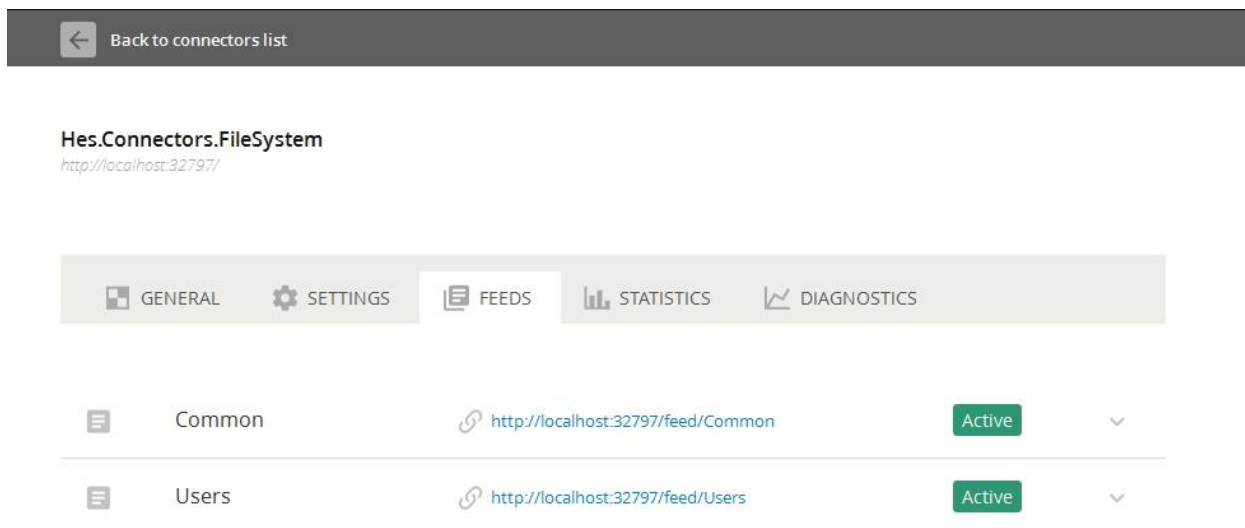 Back to connectors list
Hes.Connectors.FileSystem
http://localhost:32797/
GENERAL SETTINGS FEEDS STATISTICS DIAGNOSTICS
Common http://localhost:32797/feed/Common Active
Users http://localhost:32797/feed/Users Active